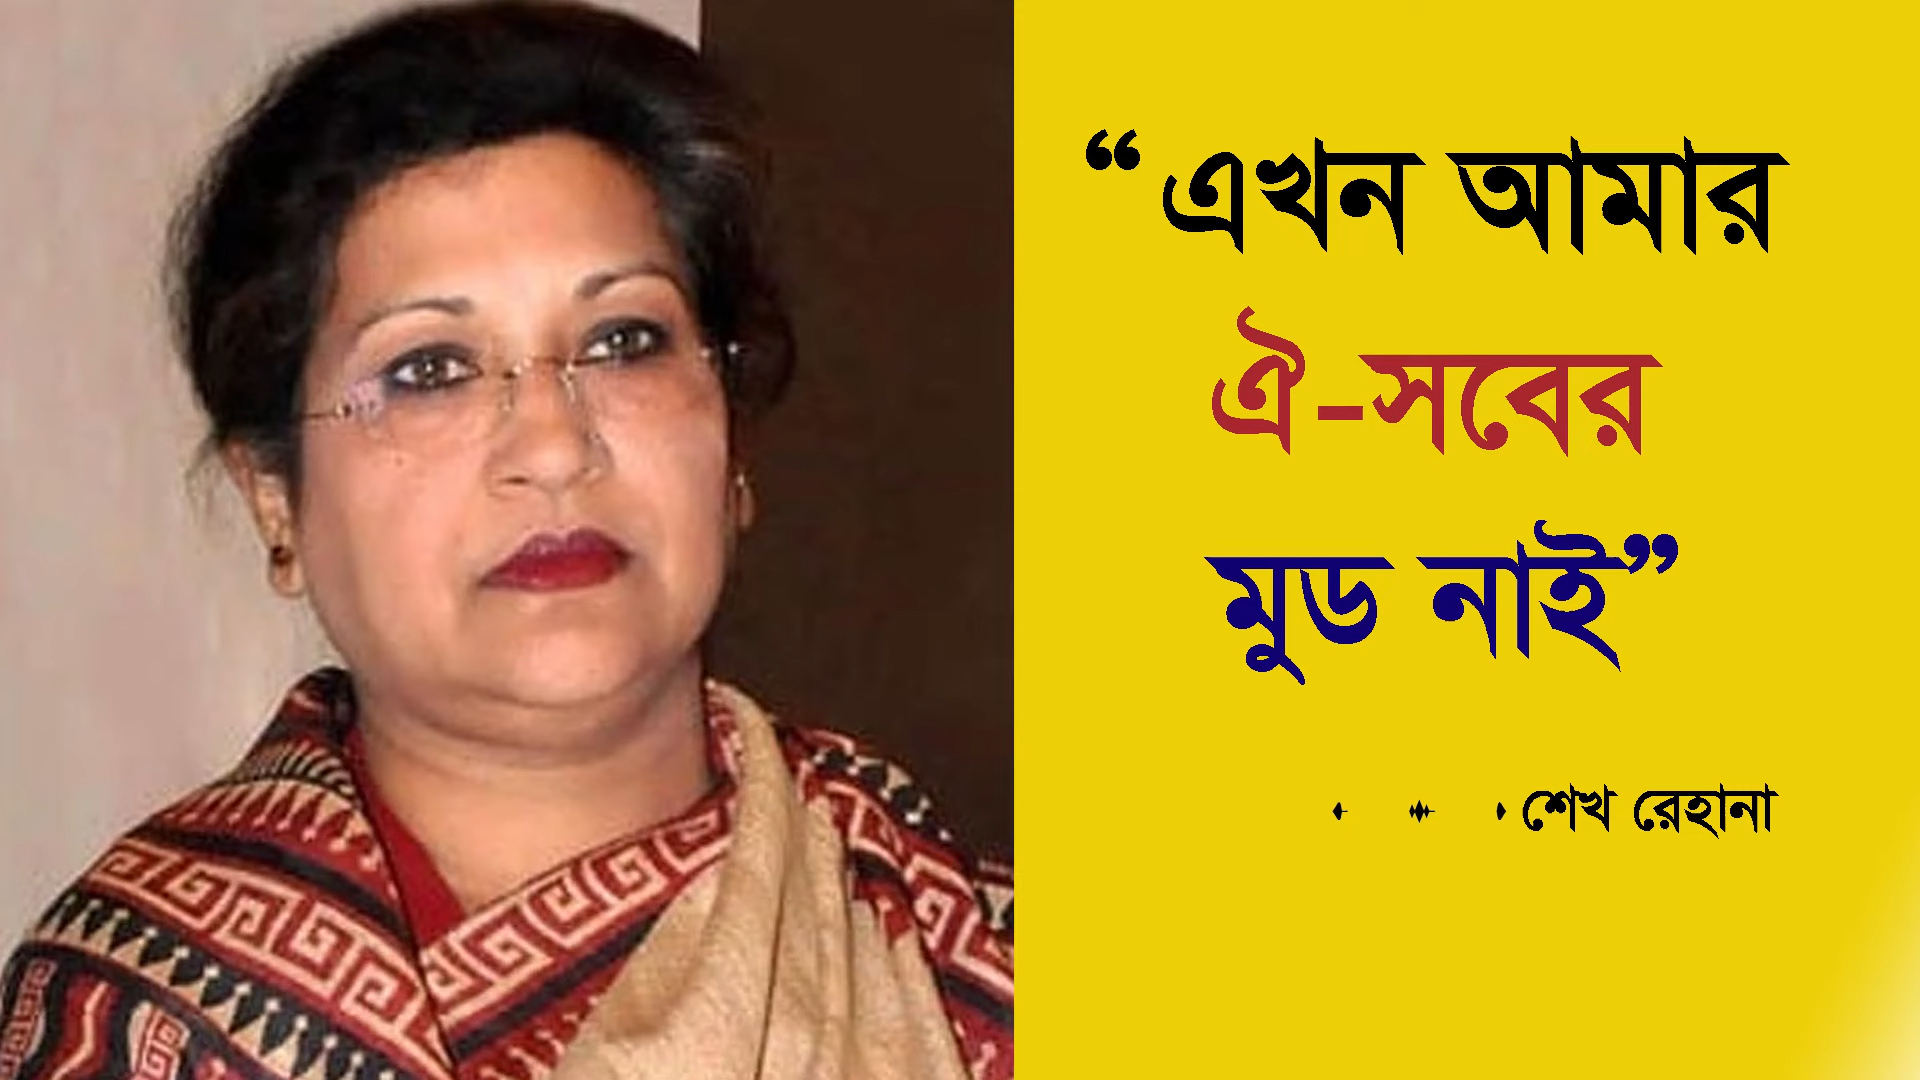 “এখন আমার
ঐ-সবের
মুড নাই”
শেখ রেহানা